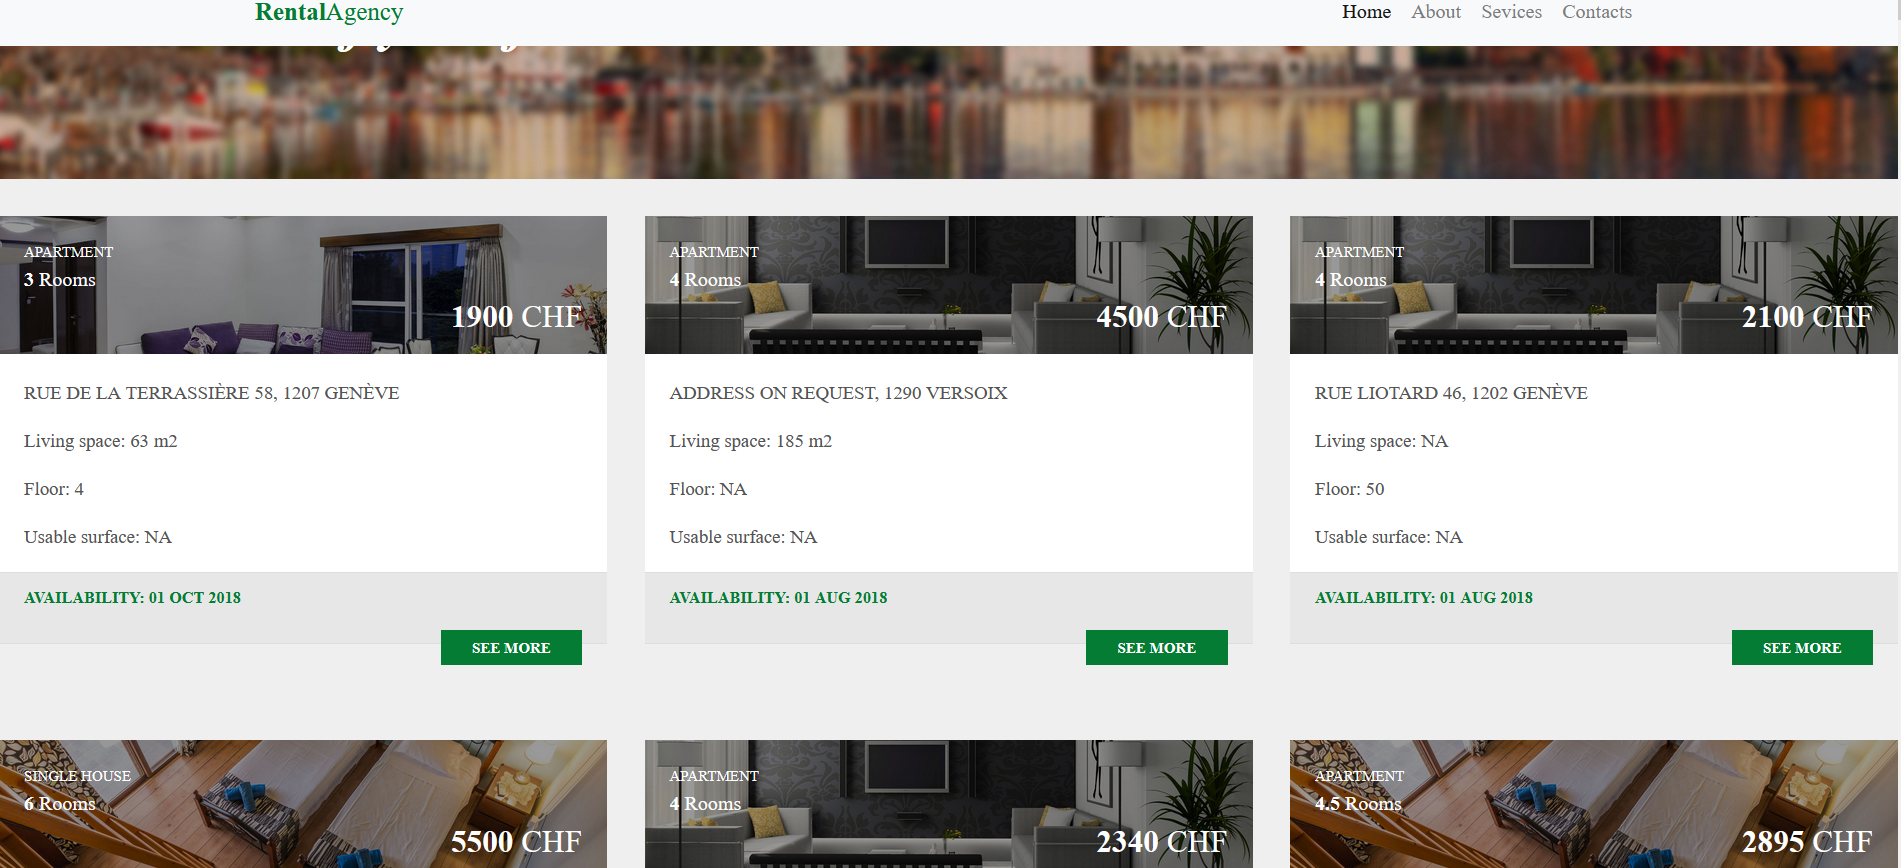 RentalAgency
Home About Sevices Contacts
APARTMENT
3 Rooms
1900 CHF
RUE DE LA TERRASSIÈRE 58, 1207 GENÈVE
Living space: 63 m2
Floor: 4
Usable surface: NA
AVAILABILITY: 01 OCT 2018
SEE MORE
APARTMENT
4 Rooms
4500 CHF
ADDRESS ON REQUEST, 1290 VERSOIX
Living space: 185 m2
Floor: NA
Usable surface: NA
AVAILABILITY: 01 AUG 2018
SEE MORE
APARTMENT
4 Rooms
2100 CHF
RUE LIOTARD 46, 1202 GENÈVE
Living space: NA
Floor: 50
Usable surface: NA
AVAILABILITY: 01 AUG 2018
SEE MORE
SINGLE HOUSE
6 Rooms
5500 CHF
APARTMENT
4 Rooms
2340 CHF
APARTMENT
4.5 Rooms
2895 CHF